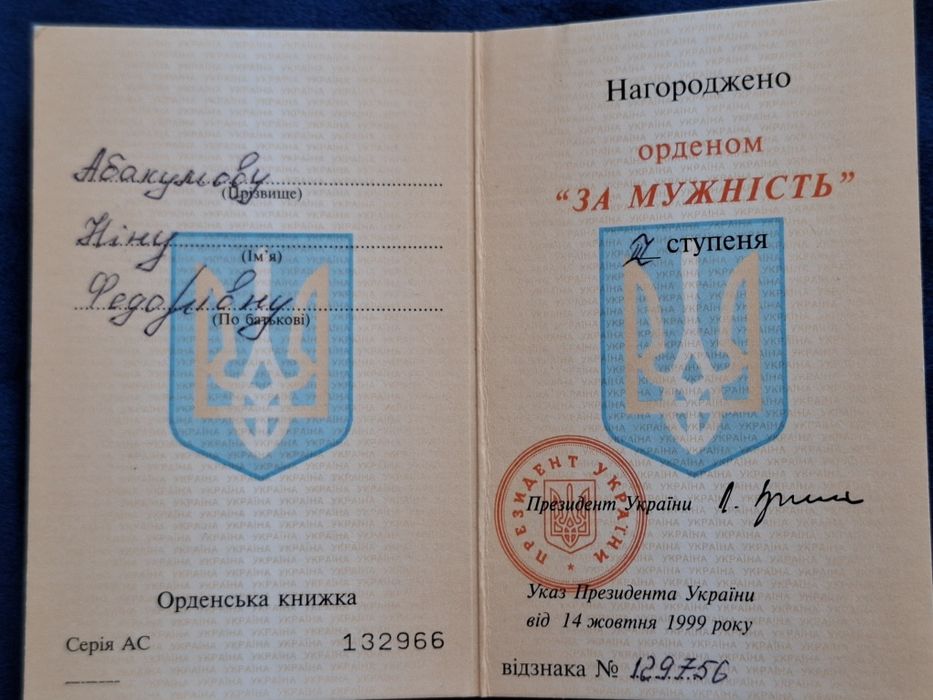 Абакумову
(Прізвище)
Ніну
(Ім'я)
Федорівну
(По батькові)
Орденська книжка
Серія АС 132966
Нагороджено
орденом
“ЗА МУЖНІСТЬ”
ступеня
ПРЕЗИДЕНТ УКРАЇНИ
Президент України
Указ Президента України
від 14 жовтня 1999 року
відзнака № 129756